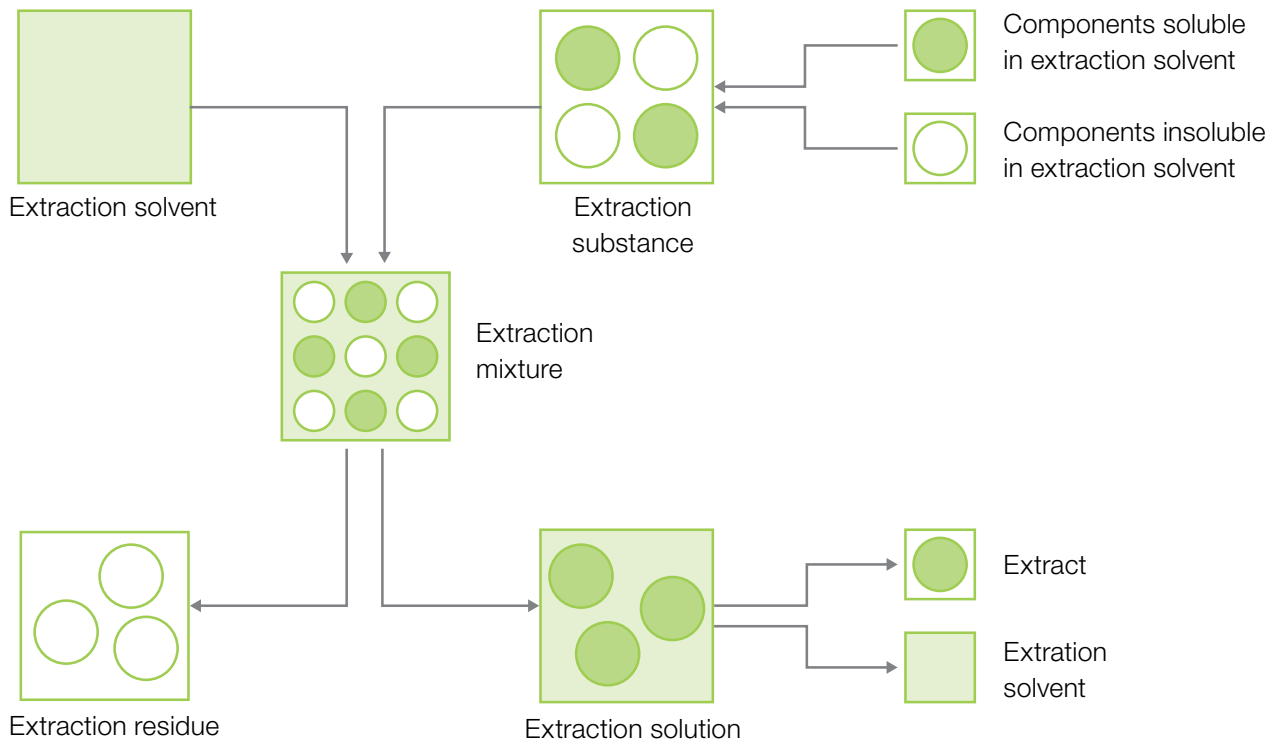 Components soluble
in extraction solvent
Components insoluble
in extraction solvent
Extraction solvent
Extraction
substance
Extraction
mixture
Extract
Extration
solvent
Extraction residue
Extraction solution